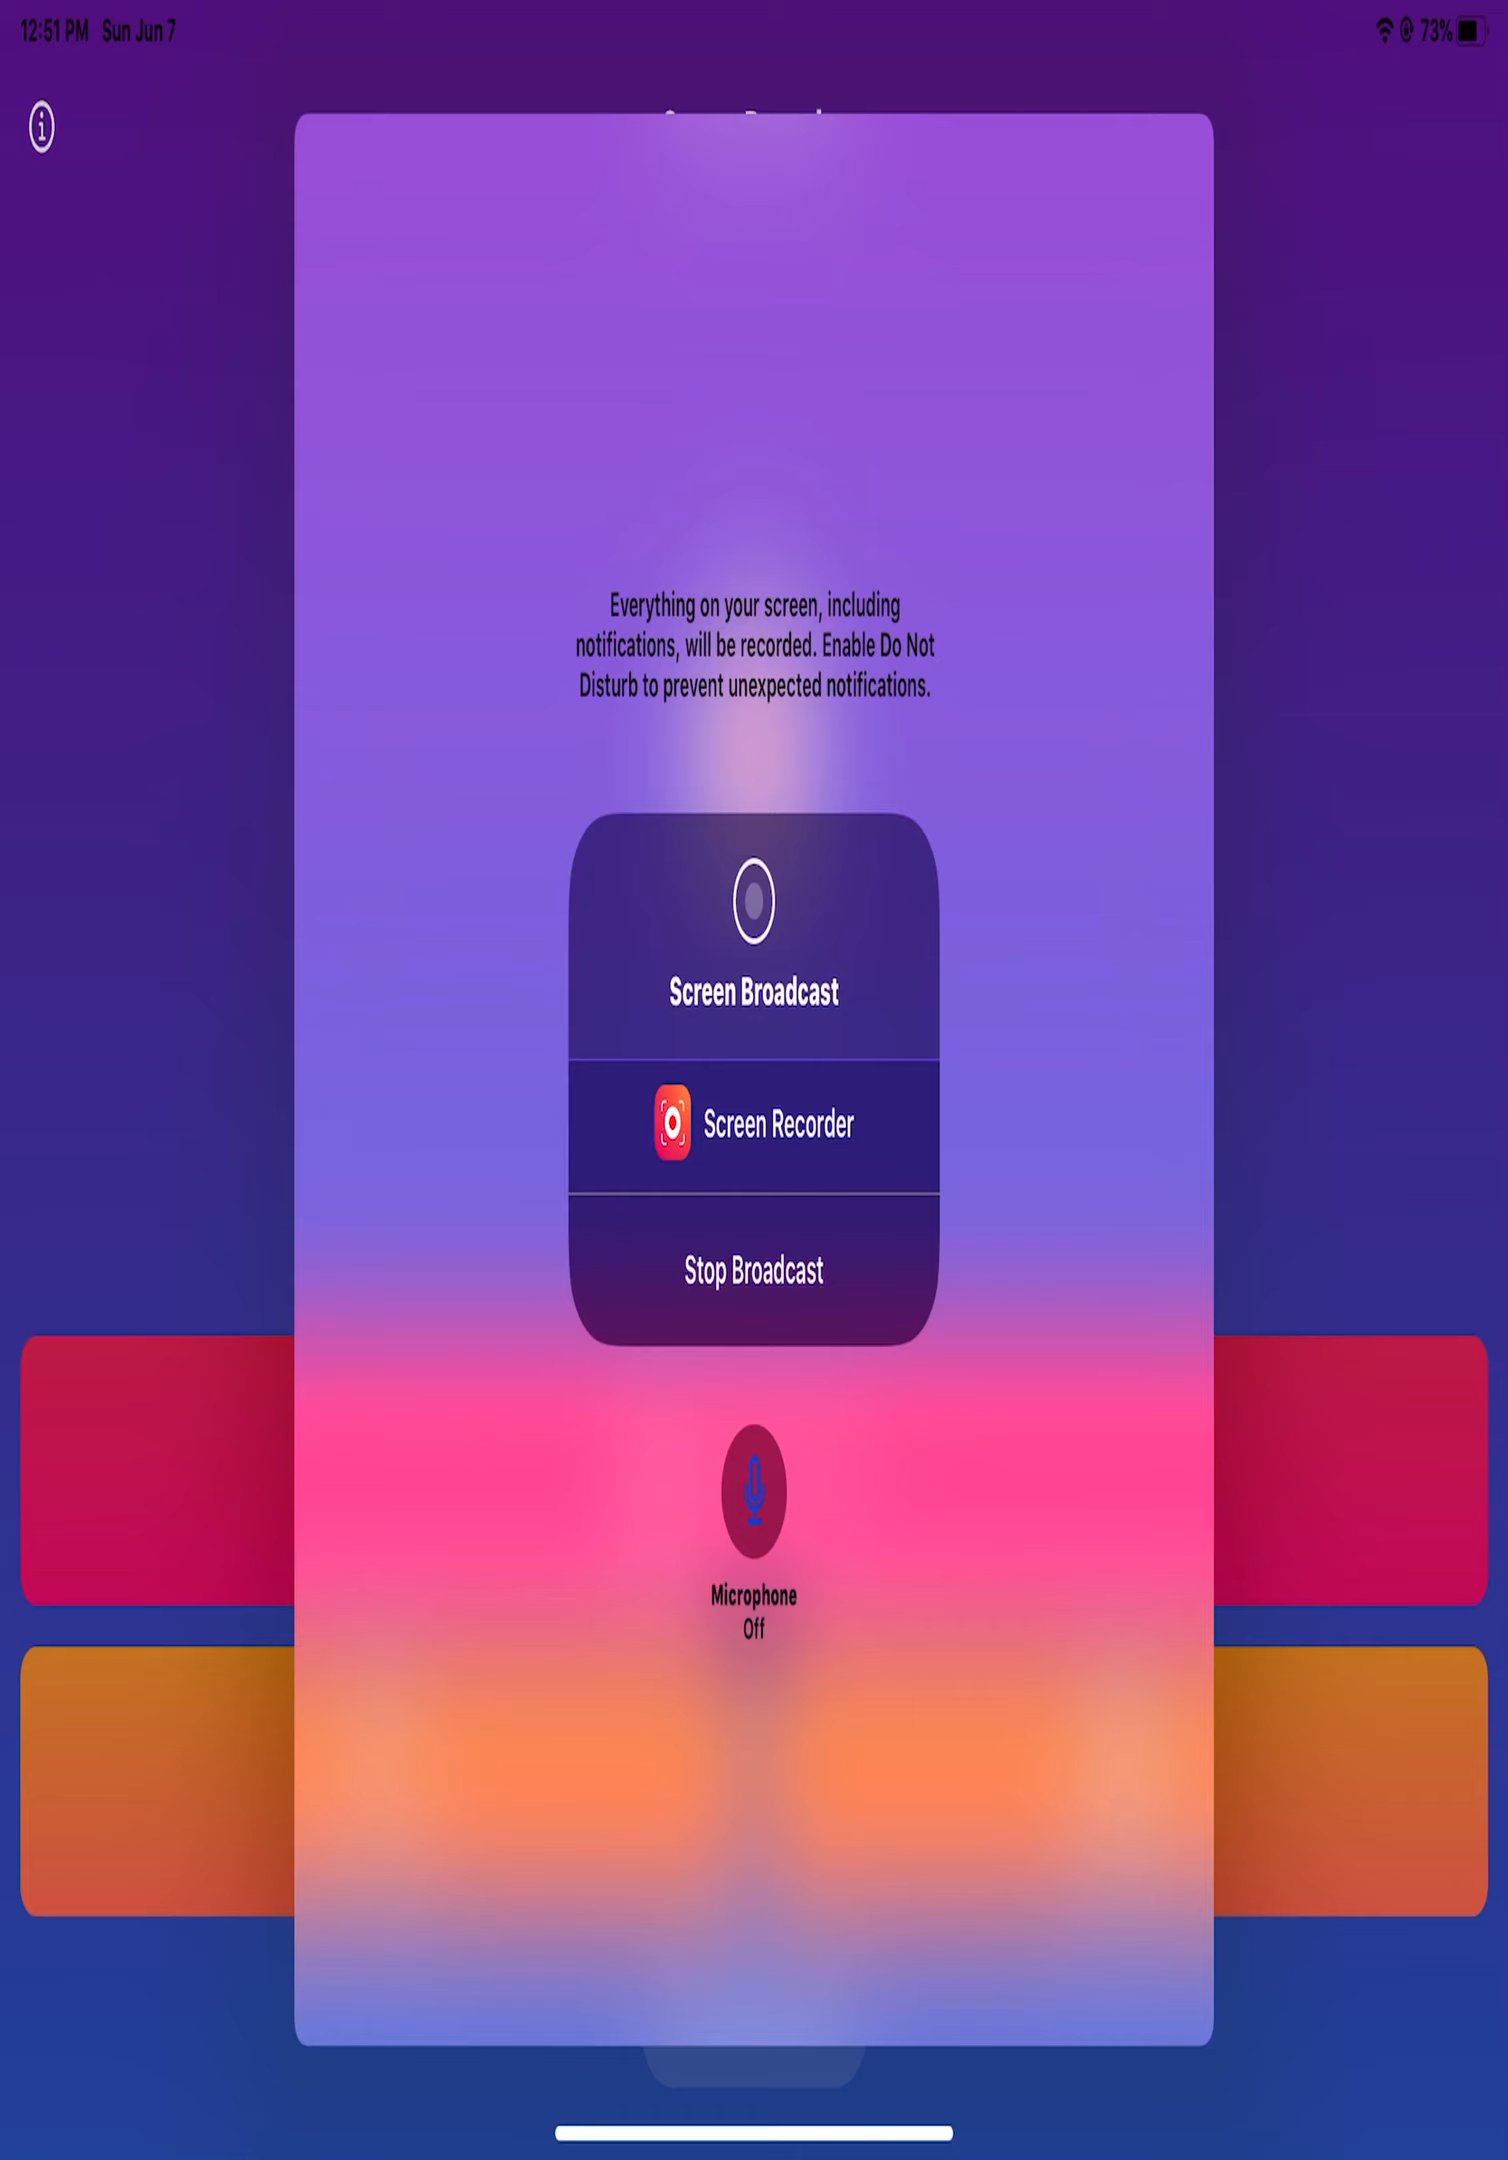 12:51 PM Sun Jun 7
73%
Everything on your screen, including
notifications, will be recorded. Enable Do Not
Disturb to prevent unexpected notifications.
Screen Broadcast
Screen Recorder
Stop Broadcast
Microphone
Off